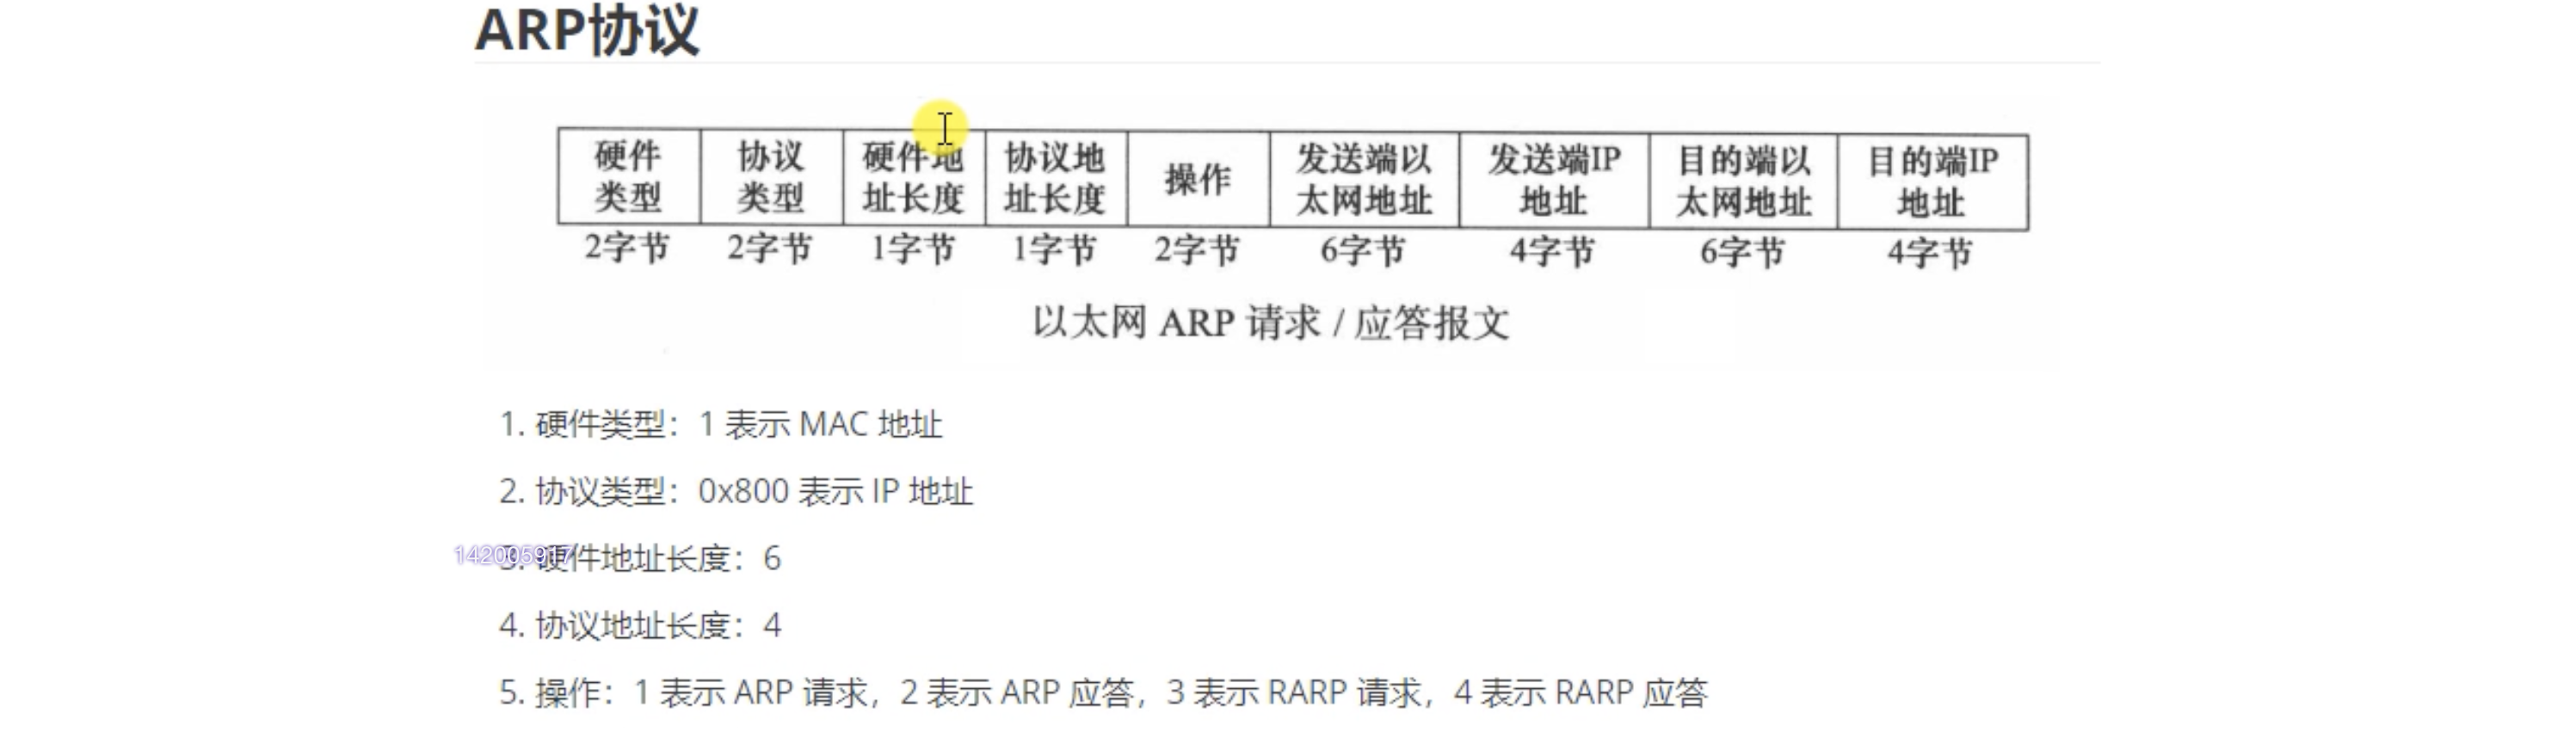 ARP协议
硬件 协议 硬件地 协议地 操作 发送端以 发送端IP 目的端以 目的端IP
类型 类型 址长度 址长度 太网地址 地址 太网地址 地址
2字节 2字节 1字节 1字节 2字节 6字节 4字节 6字节 4字节
以太网 ARP 请求 / 应答报文
1. 硬件类型：1 表示 MAC 地址
2. 协议类型：0x800 表示 IP 地址
142005917
3. 硬件地址长度：6
4. 协议地址长度：4
5. 操作：1 表示 ARP 请求，2 表示 ARP 应答，3 表示 RARP 请求，4 表示 RARP 应答